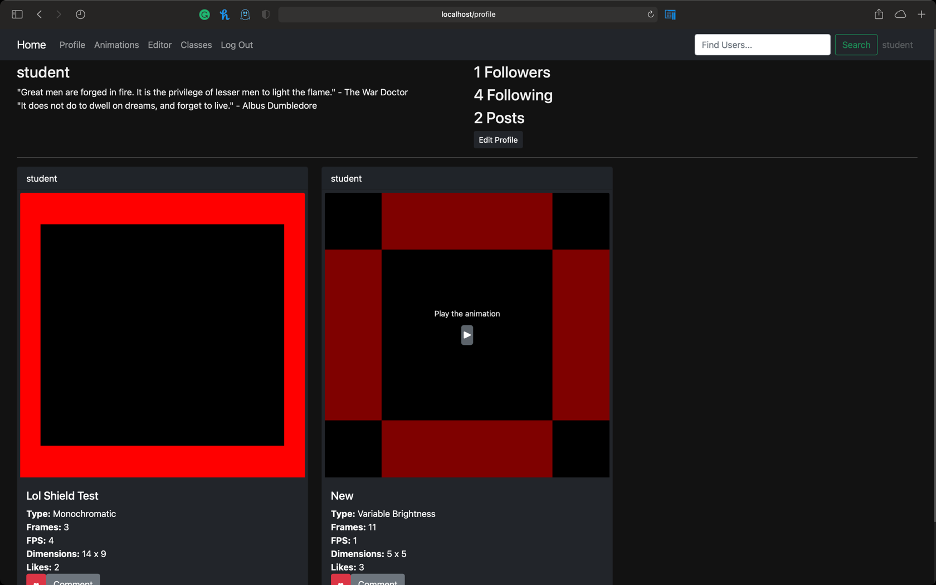 localhost/profile
Home Profile Animations Editor Classes Log Out Find Users... Search student
student
"Great men are forged in fire. It is the privilege of lesser men to light the flame." - The War Doctor
"It does not do to dwell on dreams, and forget to live." - Albus Dumbledore
1 Followers
4 Following
2 Posts
Edit Profile
student
Lol Shield Test
Type: Monochromatic
Frames: 3
FPS: 4
Dimensions: 14 x 9
Likes: 2
Comment
student
Play the animation
New
Type: Variable Brightness
Frames: 11
FPS: 1
Dimensions: 5 x 5
Likes: 3
Comment